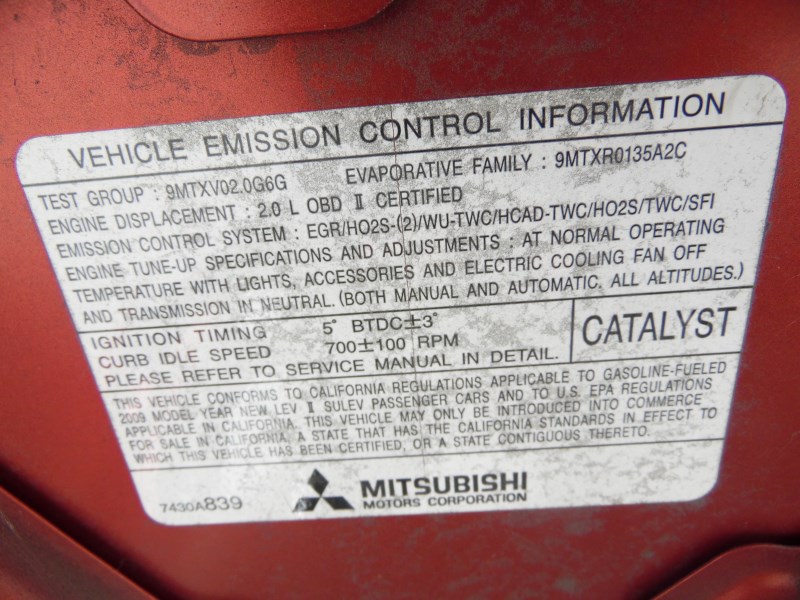 VEHICLE EMISSION CONTROL INFORMATION
TEST GROUP : 9MTXV02.0G6G EVAPORATIVE FAMILY : 9MTXR0135A2C
ENGINE DISPLACEMENT : 2.0 L OBD Ⅱ CERTIFIED
EMISSION CONTROL SYSTEM : EGR/HO2S-(2)/WU-TWC/HCAD-TWC/HO2S/TWC/SFI
ENGINE TUNE-UP SPECIFICATIONS AND ADJUSTMENTS : AT NORMAL OPERATING
TEMPERATURE WITH LIGHTS, ACCESSORIES AND ELECTRIC COOLING FAN OFF
AND TRANSMISSION IN NEUTRAL. (BOTH MANUAL AND AUTOMATIC, ALL ALTITUDES.)
IGNITION TIMING 5° BTDC±3°
CURB IDLE SPEED 700±100 RPM
PLEASE REFER TO SERVICE MANUAL IN DETAIL.
CATALYST
THIS VEHICLE CONFORMS TO CALIFORNIA REGULATIONS APPLICABLE TO GASOLINE-FUELED
2009 MODEL YEAR NEW LEV Ⅱ SULEV PASSENGER CARS AND TO U.S. EPA REGULATIONS
APPLICABLE IN CALIFORNIA. THIS VEHICLE MAY ONLY BE INTRODUCED INTO COMMERCE
FOR SALE IN CALIFORNIA, A STATE THAT HAS THE CALIFORNIA STANDARDS IN EFFECT TO
WHICH THIS VEHICLE HAS BEEN CERTIFIED, OR A STATE CONTIGUOUS THERETO.
7430A839
MITSUBISHI
MOTORS CORPORATION